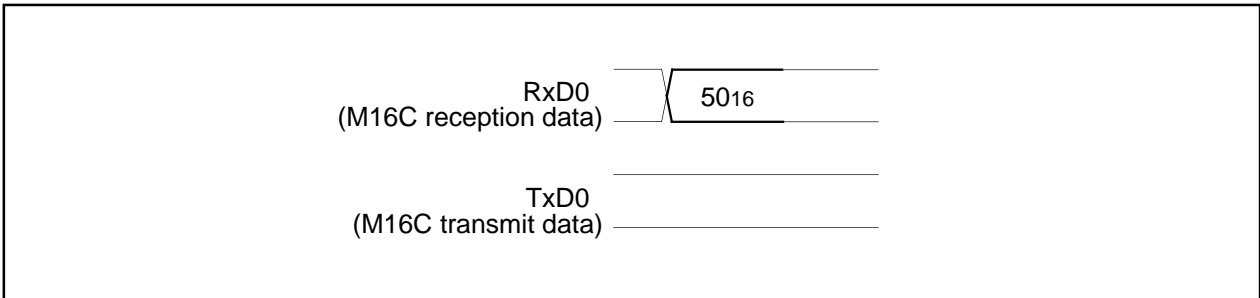 RxD0
(M16C reception data)
5016
TxD0
(M16C transmit data)